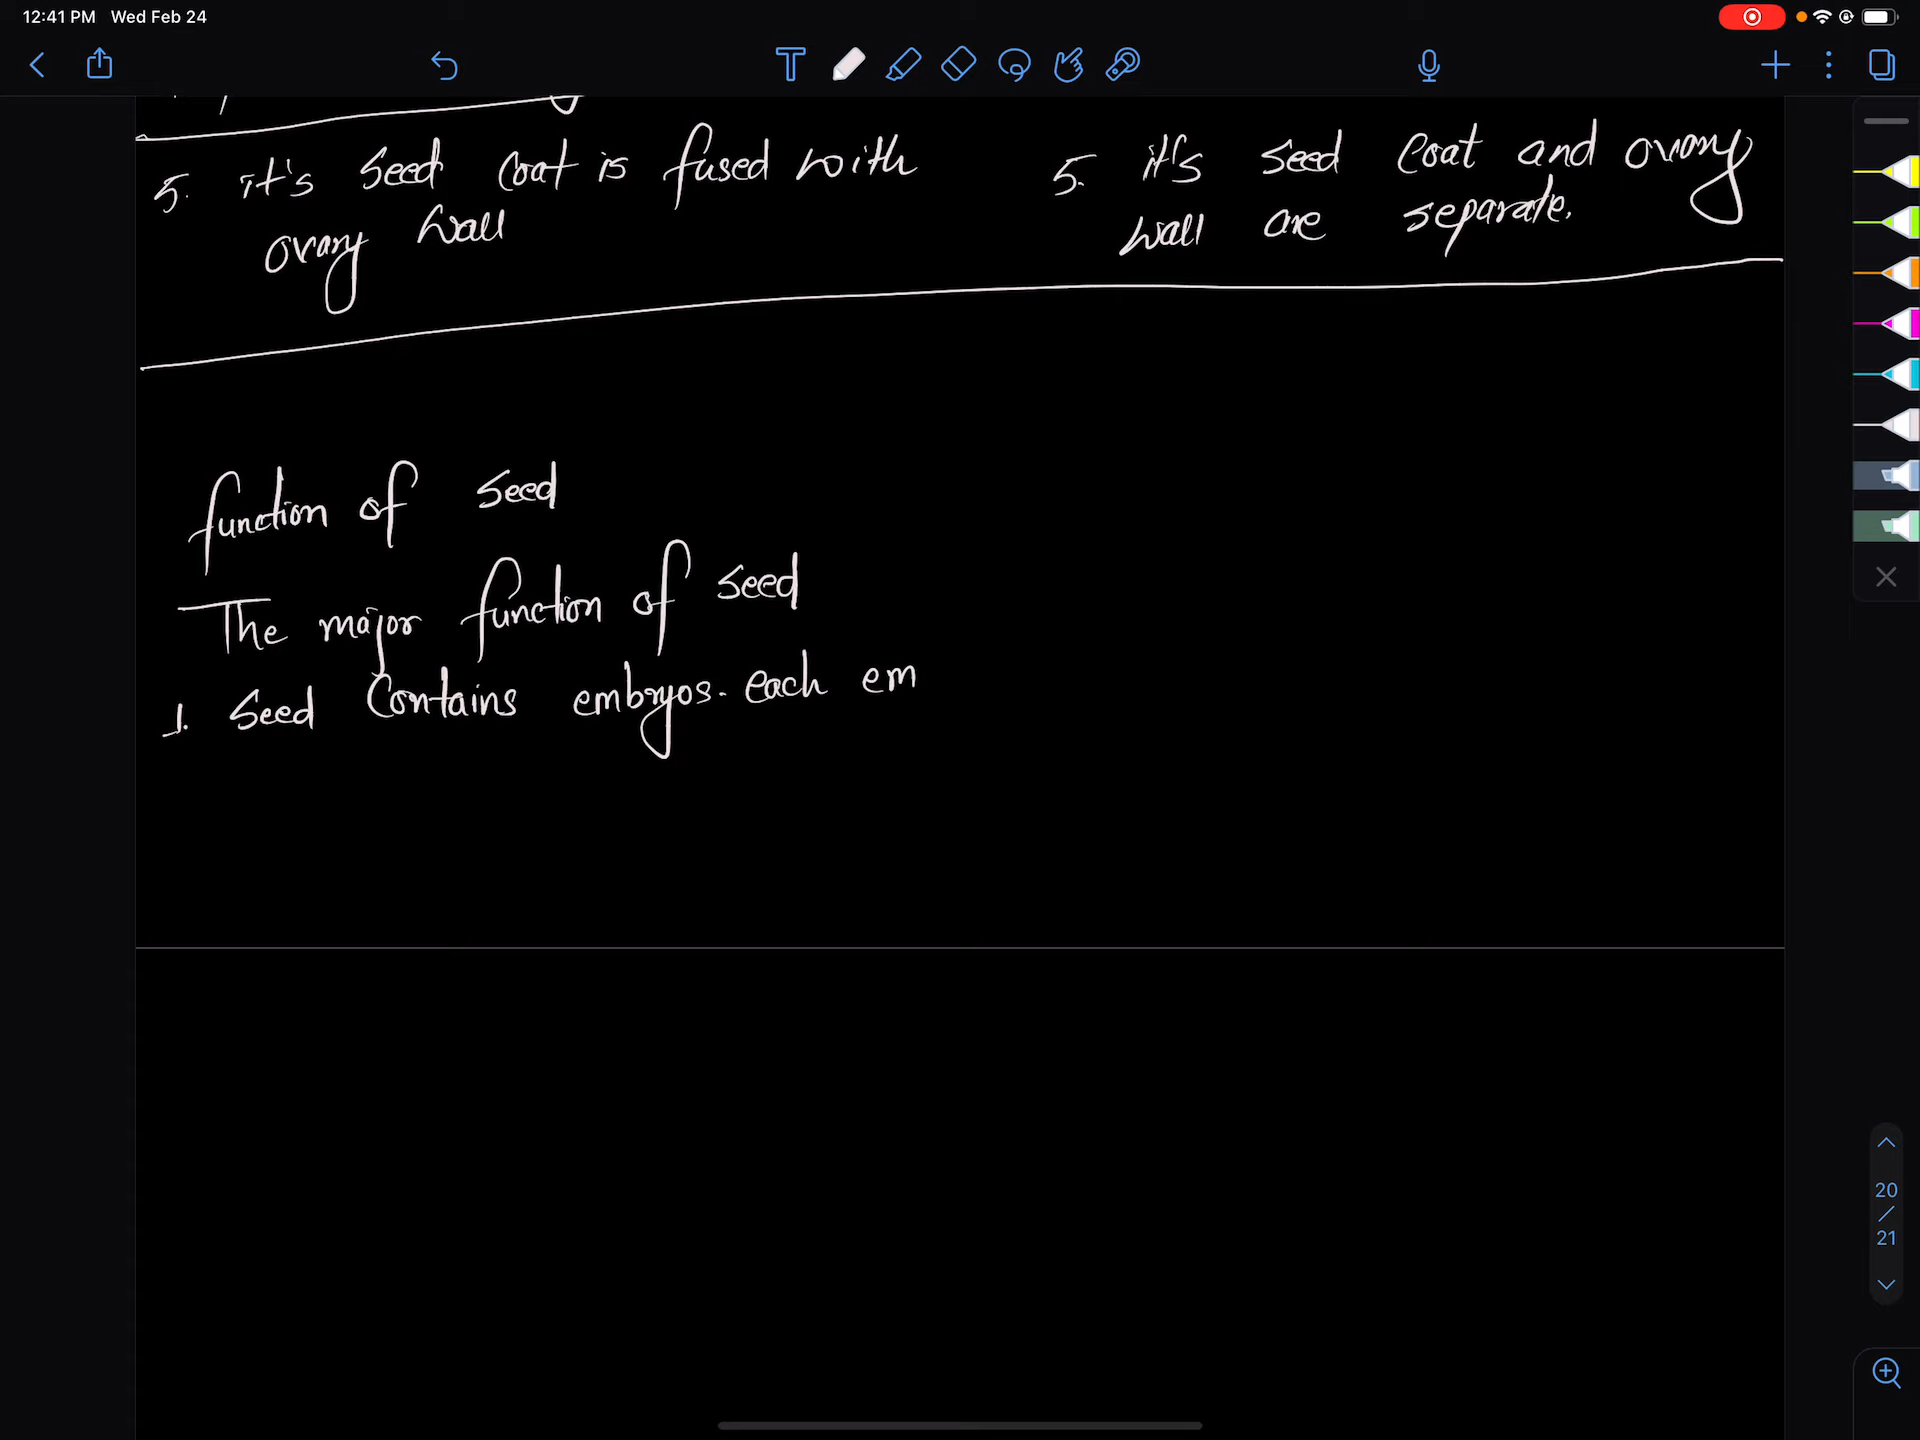 12:41 PM Wed Feb 24
5. it's seed coat is fused with
ovary wall
5. it's seed coat and ovary
wall are separate.
function of seed
The major function of seed
1. Seed Contains embryos. each em
20
/
21